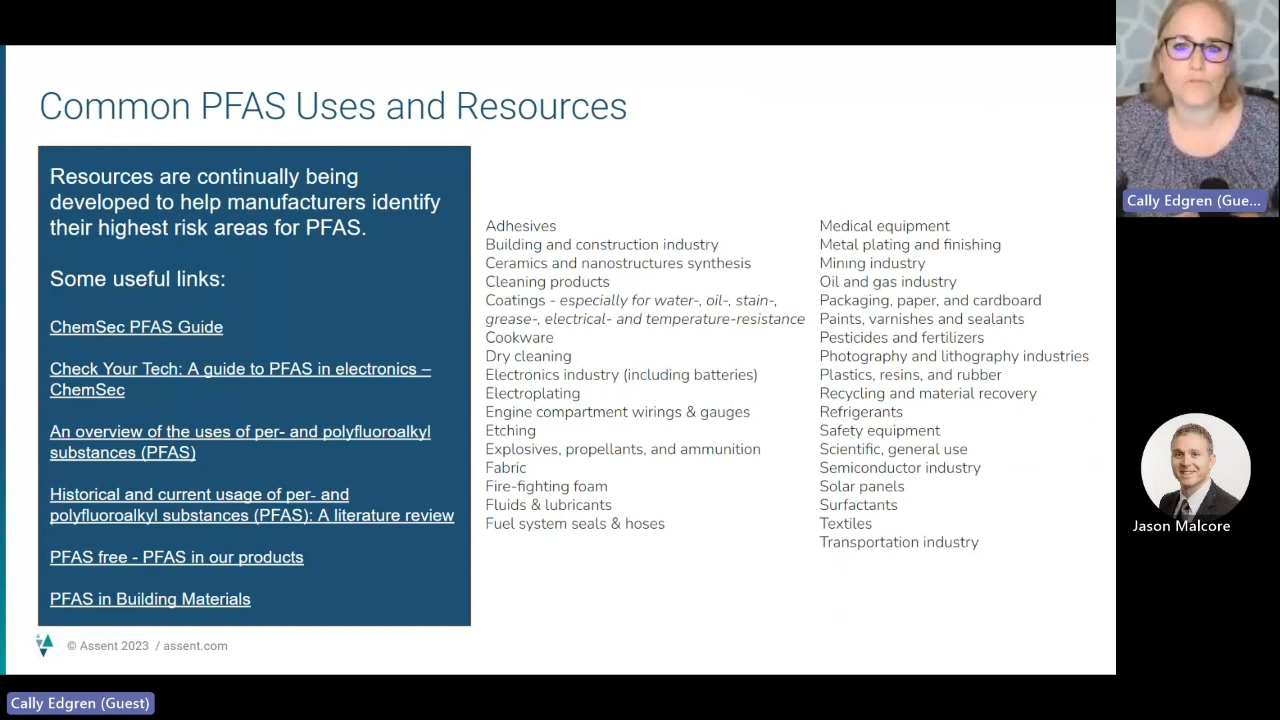 Common PFAS Uses and Resources
Resources are continually being
developed to help manufacturers identify
their highest risk areas for PFAS.
Some useful links:
ChemSec PFAS Guide
Check Your Tech: A guide to PFAS in electronics –
ChemSec
An overview of the uses of per- and polyfluoroalkyl
substances (PFAS)
Historical and current usage of per- and
polyfluoroalkyl substances (PFAS): A literature review
PFAS free - PFAS in our products
PFAS in Building Materials
Adhesives
Building and construction industry
Ceramics and nanostructures synthesis
Cleaning products
Coatings - especially for water-, oil-, stain-,
grease-, electrical- and temperature-resistance
Cookware
Dry cleaning
Electronics industry (including batteries)
Electroplating
Engine compartment wirings & gauges
Etching
Explosives, propellants, and ammunition
Fabric
Fire-fighting foam
Fluids & lubricants
Fuel system seals & hoses
Medical equipment
Metal plating and finishing
Mining industry
Oil and gas industry
Packaging, paper, and cardboard
Paints, varnishes and sealants
Pesticides and fertilizers
Photography and lithography industries
Plastics, resins, and rubber
Recycling and material recovery
Refrigerants
Safety equipment
Scientific, general use
Semiconductor industry
Solar panels
Surfactants
Textiles
Transportation industry
© Assent 2023 / assent.com
Cally Edgren (Gue...
Jason Malcore
Cally Edgren (Guest)